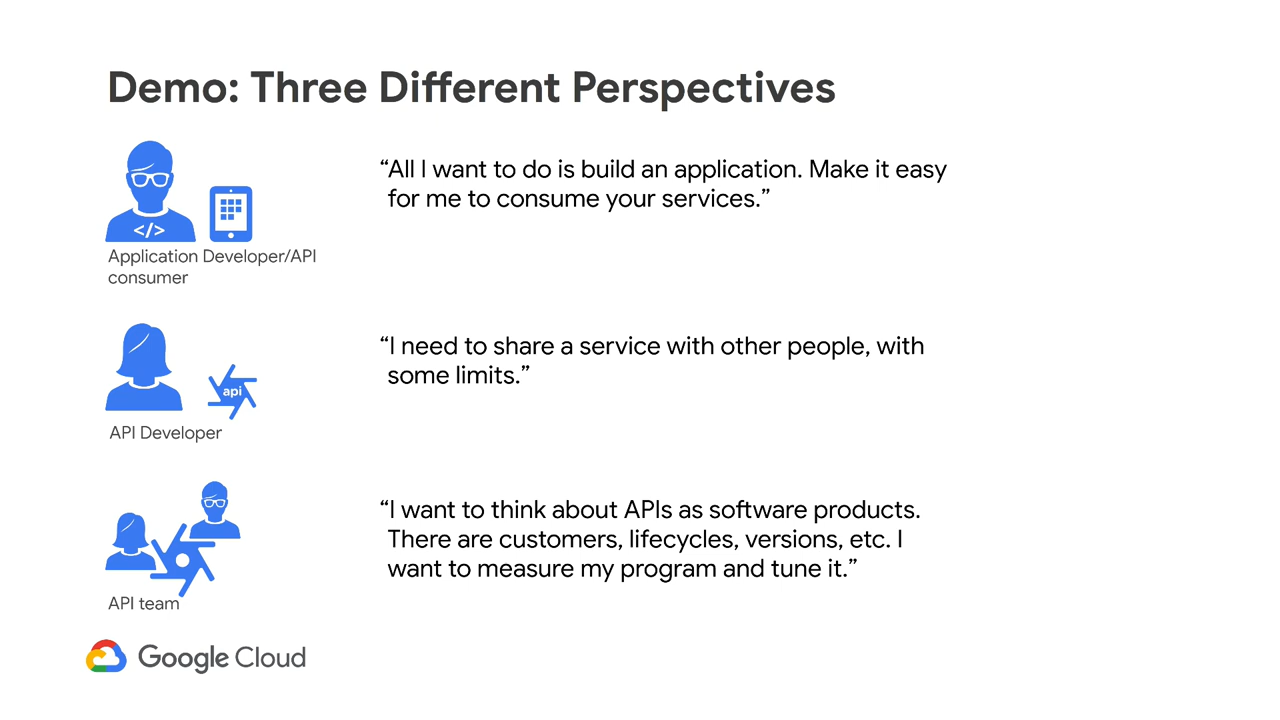 Demo: Three Different Perspectives
“All I want to do is build an application. Make it easy
for me to consume your services.”
</>
Application Developer/API
consumer
“I need to share a service with other people, with
some limits.”
api
API Developer
“I want to think about APIs as software products.
There are customers, lifecycles, versions, etc. I
want to measure my program and tune it.”
API team
Google Cloud